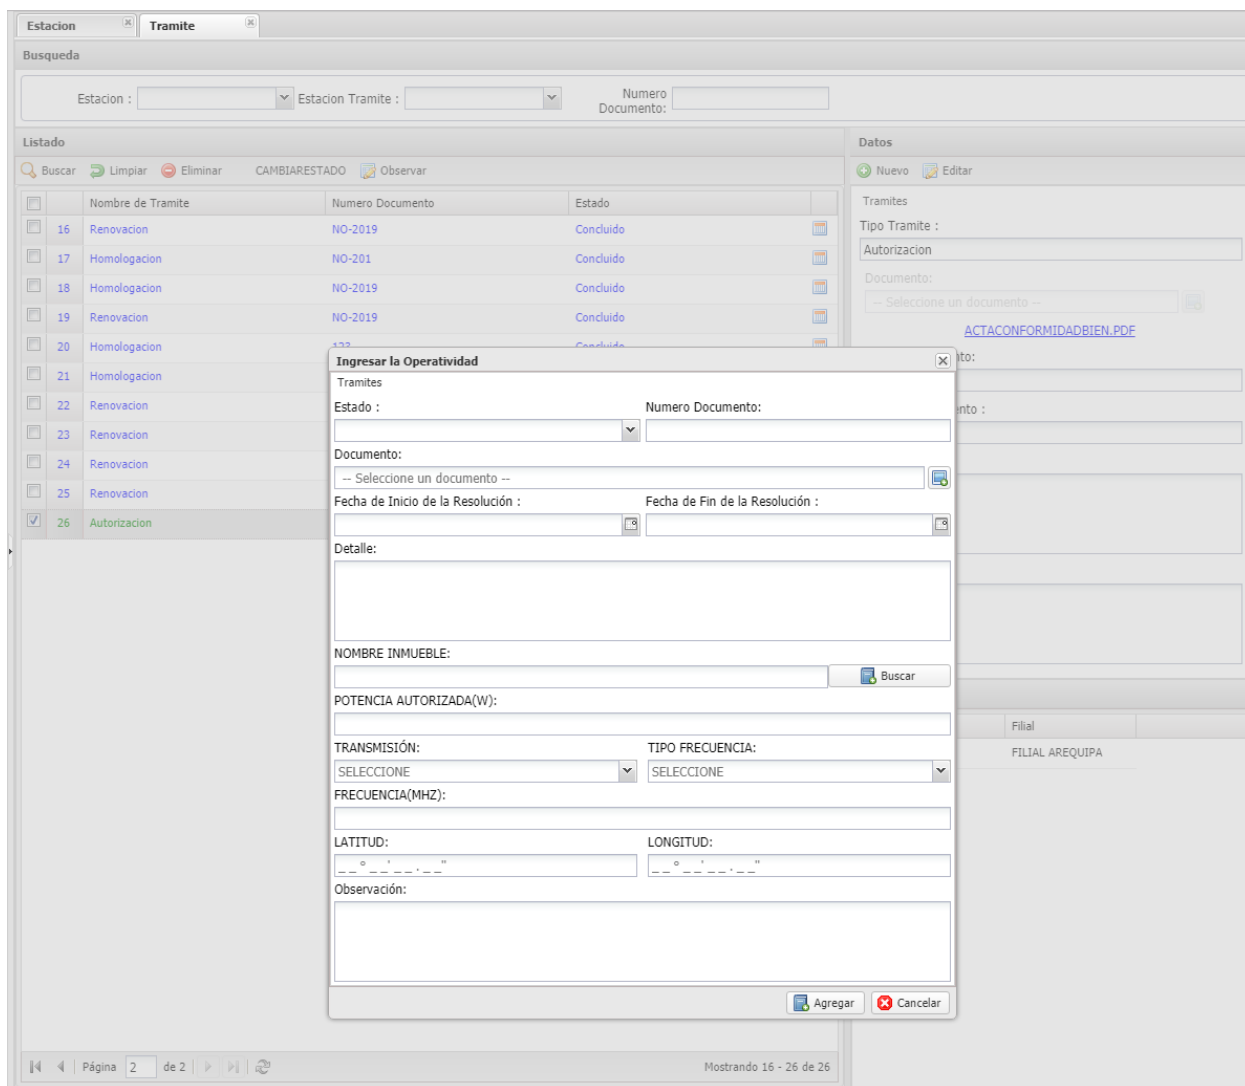 Estacion Tramite
Busqueda
Estacion : Estacion Tramite : Numero Documento:
Listado
Buscar Limpiar Eliminar CAMBIARESTADO Observar
Nombre de Tramite Numero Documento Estado
16 Renovacion NO-2019 Concluido
17 Homologacion NO-201 Concluido
18 Homologacion NO-2019 Concluido
19 Renovacion NO-2019 Concluido
20 Homologacion 123 Concluido
21 Homologacion
22 Renovacion
23 Renovacion
24 Renovacion
25 Renovacion
26 Autorizacion
Página 2 de 2 Mostrando 16 - 26 de 26
Datos
Nuevo Editar
Tramites
Tipo Tramite :
Autorizacion
Documento:
-- Seleccione un documento --
ACTACONFORMIDADBIEN.PDF
nto:
ento :
Filial
FILIAL AREQUIPA
Ingresar la Operatividad
Tramites
Estado : Numero Documento:
Documento:
-- Seleccione un documento --
Fecha de Inicio de la Resolución : Fecha de Fin de la Resolución :
Detalle:
NOMBRE INMUEBLE:
Buscar
POTENCIA AUTORIZADA(W):
TRANSMISIÓN: TIPO FRECUENCIA:
SELECCIONE SELECCIONE
FRECUENCIA(MHZ):
LATITUD: LONGITUD:
_ _ ° _ _ ' _ _ . _ _ " _ _ ° _ _ ' _ _ . _ _ "
Observación:
Agregar Cancelar